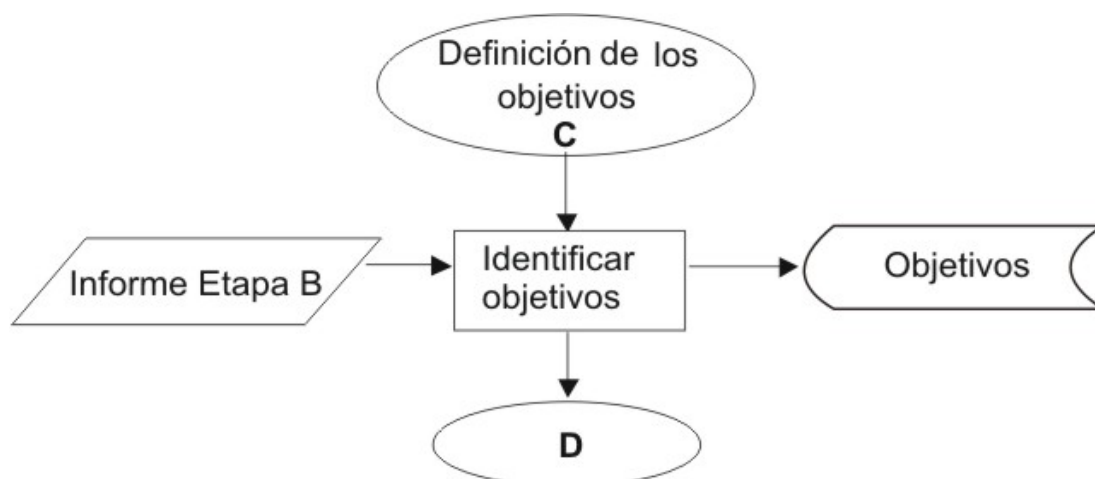 Definición de los
objetivos
C
Informe Etapa B
Identificar
objetivos
Objetivos
D